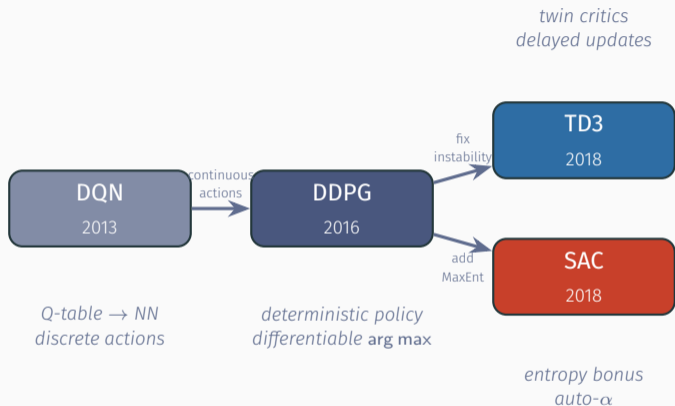 twin critics
delayed updates
TD3
2018
fix
instability
continuous
actions
DQN
2013
DDPG
2016
add
MaxEnt
SAC
2018
Q-table → NN
discrete actions
deterministic policy
differentiable arg max
entropy bonus
auto-α